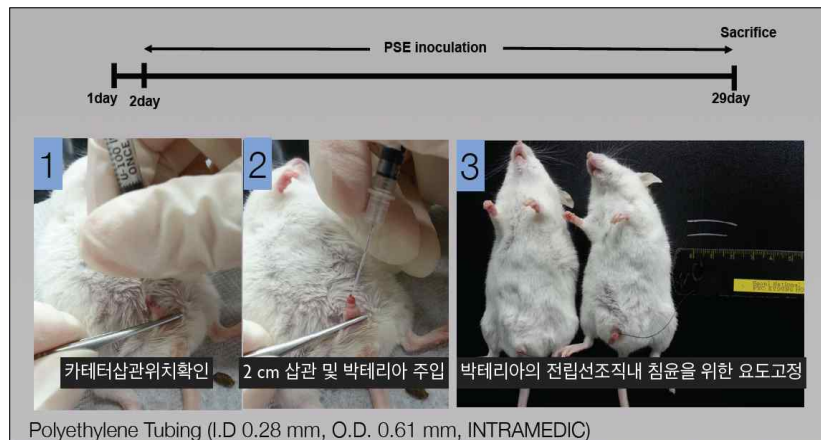 Sacrifice
PSE inoculation
1day
2day
29day
1
2
3
U-100
ONCE
카테터삽관위치확인
2 cm 삽관 및 박테리아 주입
박테리아의 전립선조직내 침윤을 위한 요도고정
Polyethylene Tubing (I.D 0.28 mm, O.D. 0.61 mm, INTRAMEDIC)